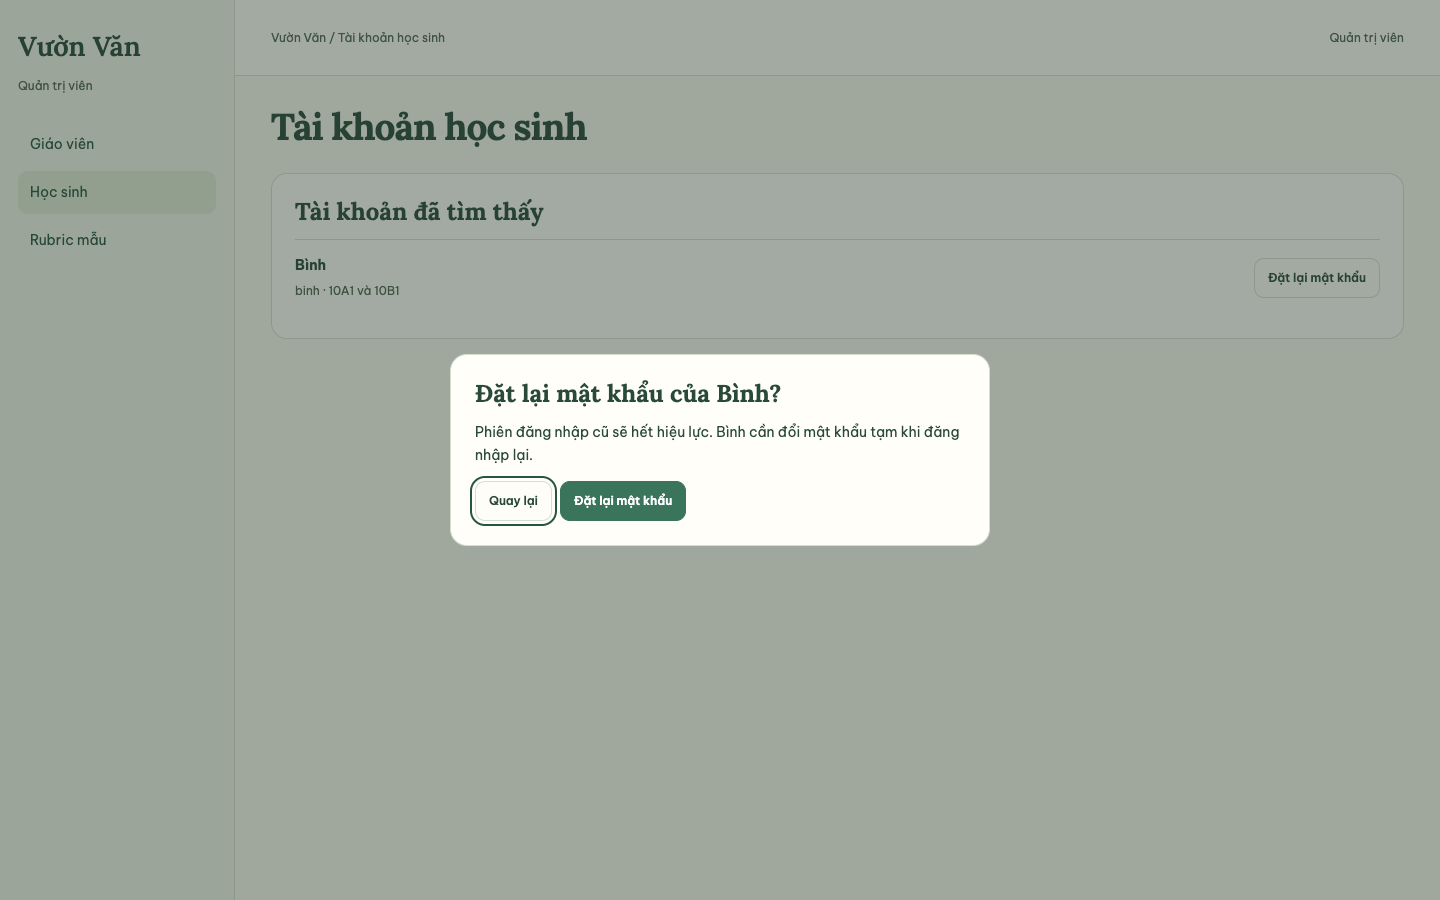 Vườn Văn
Quản trị viên
Giáo viên
Học sinh
Rubric mẫu
Vườn Văn / Tài khoản học sinh
Quản trị viên
Tài khoản học sinh
Tài khoản đã tìm thấy
Bình
binh · 10A1 và 10B1
Đặt lại mật khẩu
Đặt lại mật khẩu của Bình?
Phiên đăng nhập cũ sẽ hết hiệu lực. Bình cần đổi mật khẩu tạm khi đăng
nhập lại.
Quay lại
Đặt lại mật khẩu